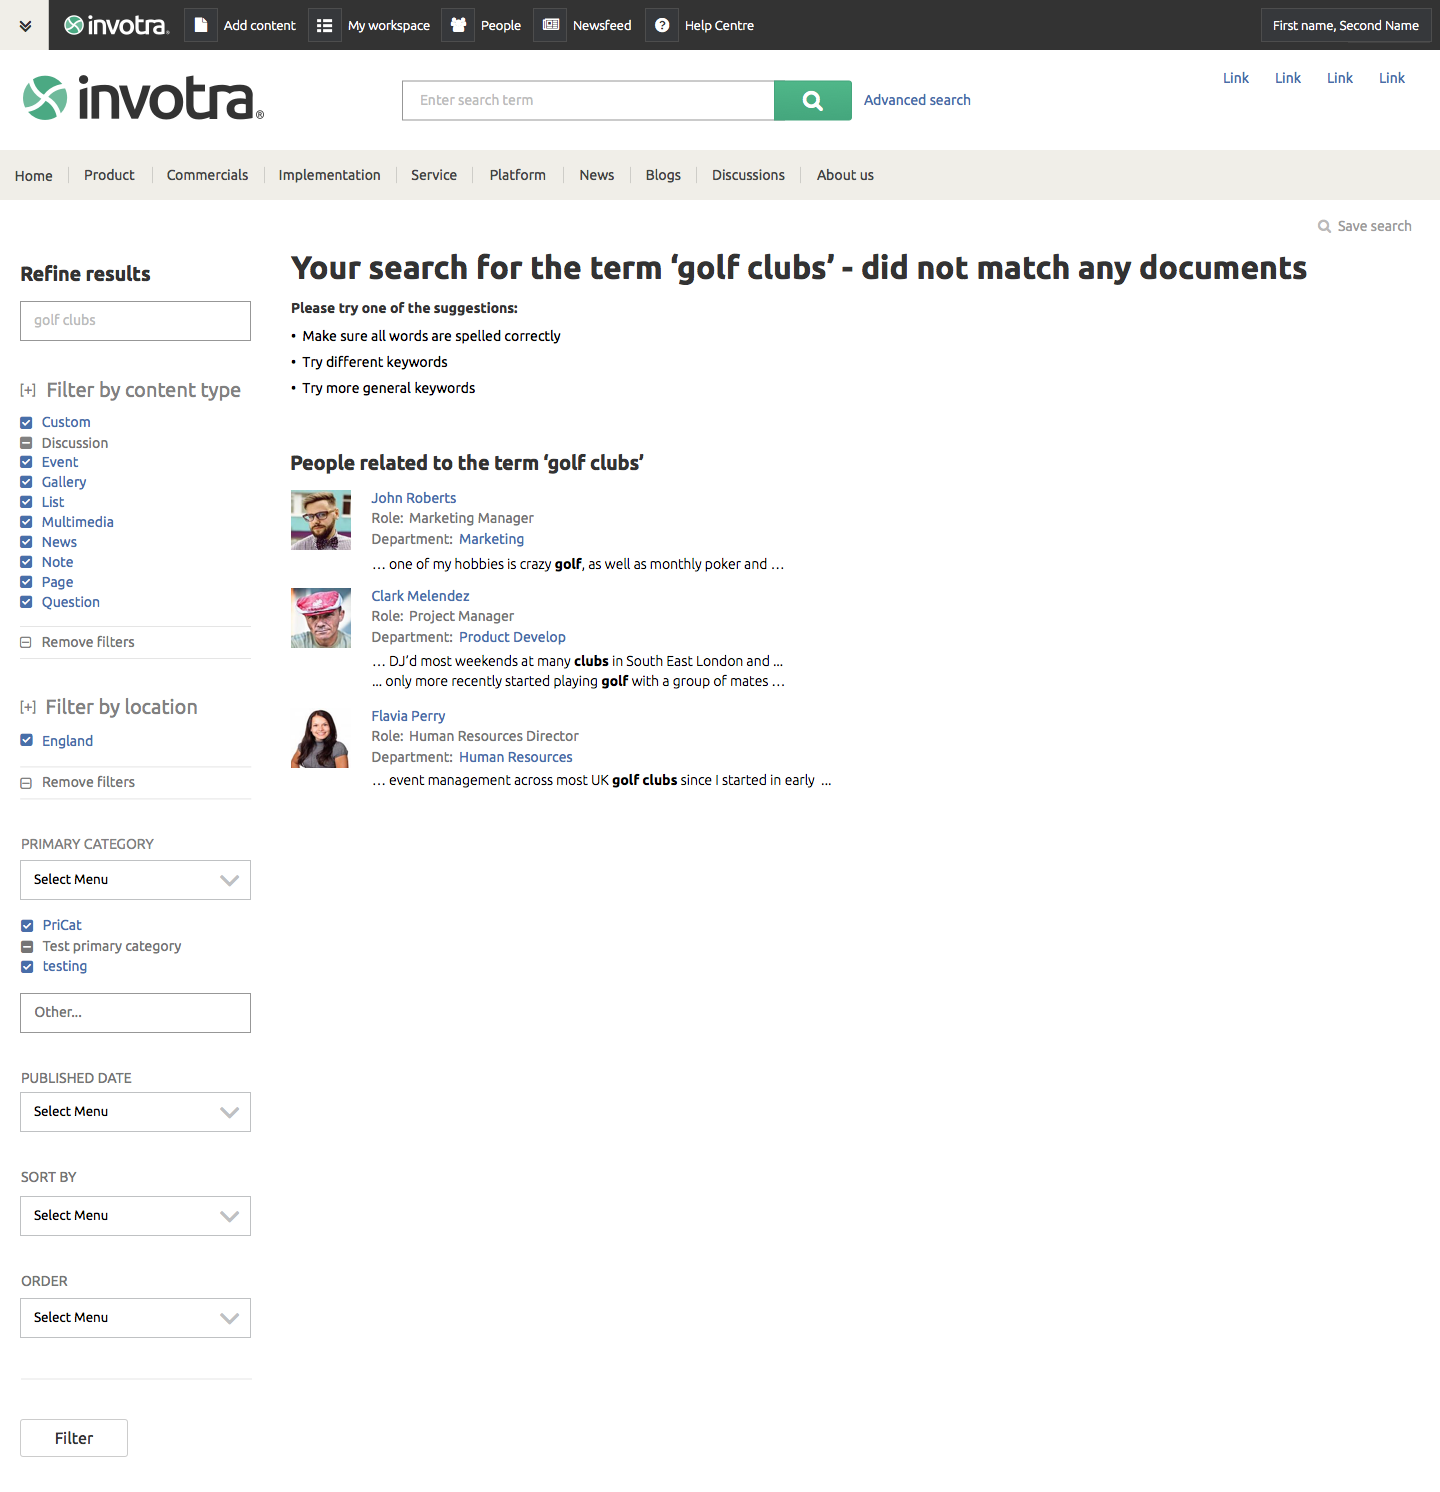 invotra® Add content My workspace People Newsfeed Help Centre First name, Second Name
invotra® Enter search term Advanced search Link Link Link Link
Home Product Commercials Implementation Service Platform News Blogs Discussions About us
Save search
Refine results
golf clubs
[+] Filter by content type
Custom
Discussion
Event
Gallery
List
Multimedia
News
Note
Page
Question
Remove filters
[+] Filter by location
England
Remove filters
PRIMARY CATEGORY
Select Menu
PriCat
Test primary category
testing
Other...
PUBLISHED DATE
Select Menu
SORT BY
Select Menu
ORDER
Select Menu
Filter
Your search for the term ‘golf clubs’ - did not match any documents
Please try one of the suggestions:
• Make sure all words are spelled correctly
• Try different keywords
• Try more general keywords
People related to the term ‘golf clubs’
John Roberts
Role: Marketing Manager
Department: Marketing
… one of my hobbies is crazy golf, as well as monthly poker and …
Clark Melendez
Role: Project Manager
Department: Product Develop
… DJ’d most weekends at many clubs in South East London and ...
... only more recently started playing golf with a group of mates …
Flavia Perry
Role: Human Resources Director
Department: Human Resources
… event management across most UK golf clubs since I started in early ...